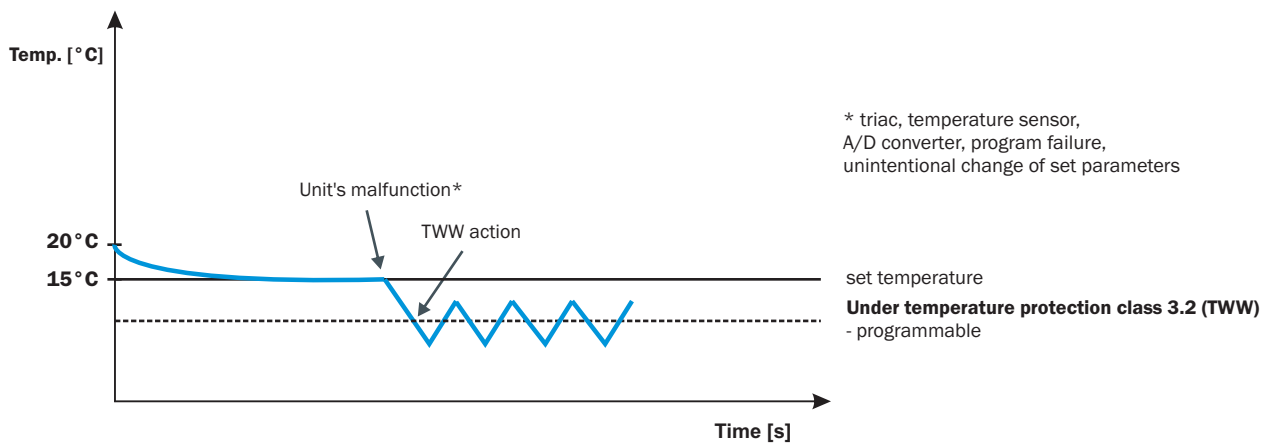 Temp. [°C]
* triac, temperature sensor,
A/D converter, program failure,
unintentional change of set parameters
Unit's malfunction*
TWW action
20°C
15°C
set temperature
Under temperature protection class 3.2 (TWW)
- programmable
Time [s]